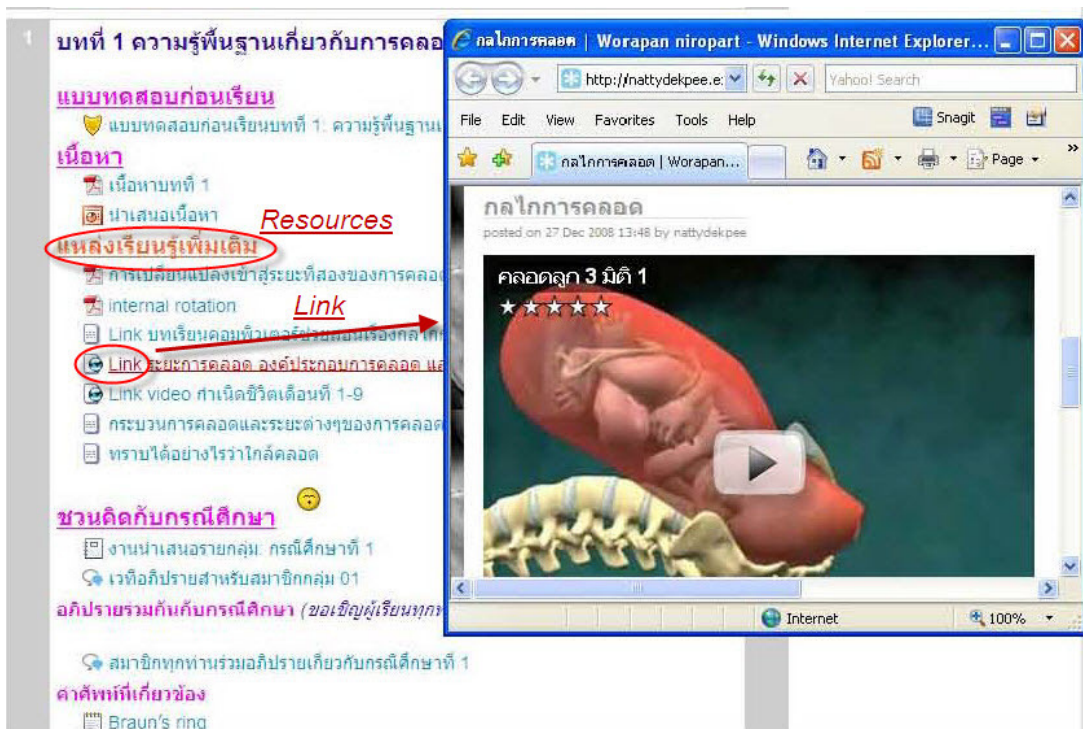 1
บทที่ 1 ความรู้พื้นฐานเกี่ยวกับการคลอ
แบบทดสอบก่อนเรียน
แบบทดสอบก่อนเรียนบทที่ 1: ความรู้พื้นฐานเ
เนื้อหา
เนื้อหาบทที่ 1
นำเสนอเนื้อหา
Resources
แหล่งเรียนรู้เพิ่มเติม
การเปลี่ยนแปลงเข้าสู่ระยะที่สองของการคลอด
internal rotation
Link
Link บทเรียนคอมพิวเตอร์ช่วยสอนเรื่องกลไกก
Link ระยะการคลอด องค์ประกอบการคลอด แล
Link video กำเนิดชีวิตเดือนที่ 1-9
กระบวนการคลอดและระยะต่างๆของการคลอด
ทราบได้อย่างไรว่าใกล้คลอด
ชวนคิดกับกรณีศึกษา
งานนำเสนอรายกลุ่ม: กรณีศึกษาที่ 1
เวทีอภิปรายสำหรับสมาชิกกลุ่ม 01
อภิปรายร่วมกันกับกรณีศึกษา (ขอเชิญผู้เรียนทุกท
สมาชิกทุกท่านร่วมอภิปรายเกี่ยวกับกรณีศึกษาที่ 1
คำศัพท์ที่เกี่ยวข้อง
Braun's ring
กลไกการคลอด | Worapan niropart - Windows Internet Explorer...
http://nattydekpee.e
Yahoo! Search
File Edit View Favorites Tools Help
Snagit
กลไกการคลอด | Worapan...
Page
กลไกการคลอด
posted on 27 Dec 2008 13:48 by nattydekpee
คลอดลูก 3 มิติ 1
Internet
100%